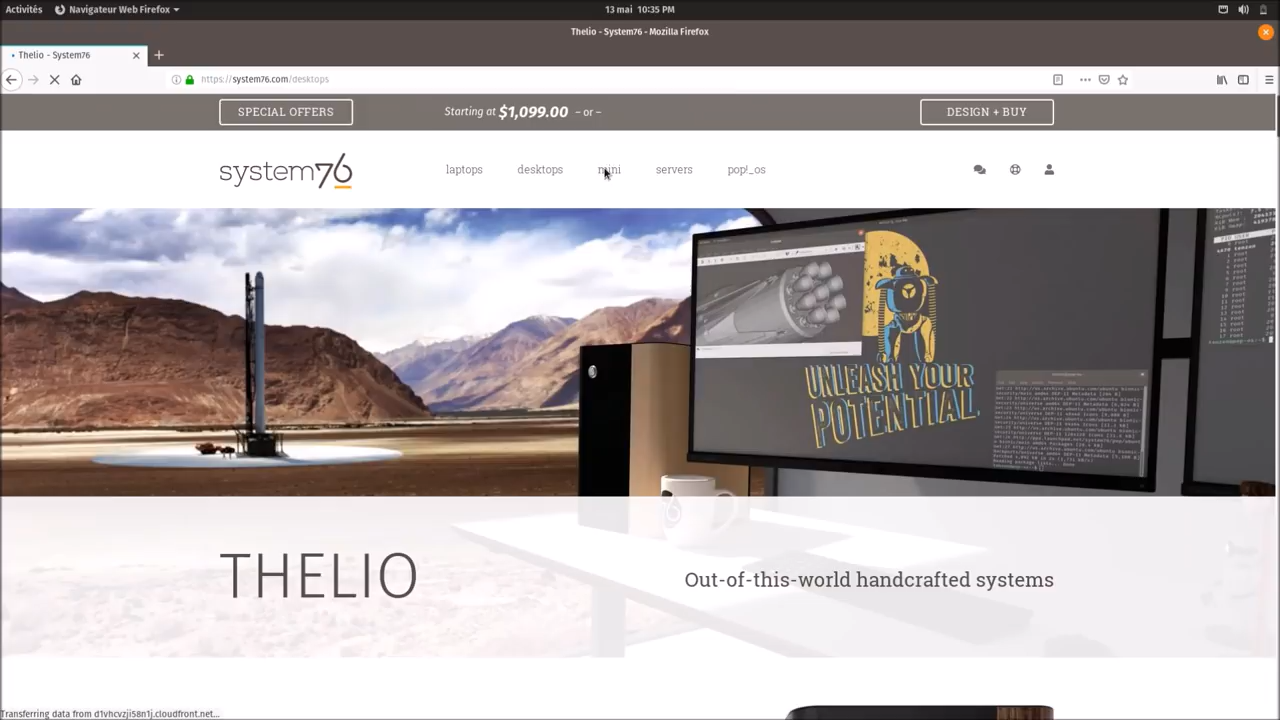 Activités
Navigateur Web Firefox
13 mai 10:35 PM
Thelio - System76 - Mozilla Firefox
Thelio - System76
https://system76.com/desktops
SPECIAL OFFERS
Starting at $1,099.00 – or –
DESIGN + BUY
system76
laptops
desktops
mini
servers
pop!_os
UNLEASH YOUR
POTENTIAL
THELIO
Out-of-this-world handcrafted systems
Transferring data from d1vhcvzji58n1j.cloudfront.net...